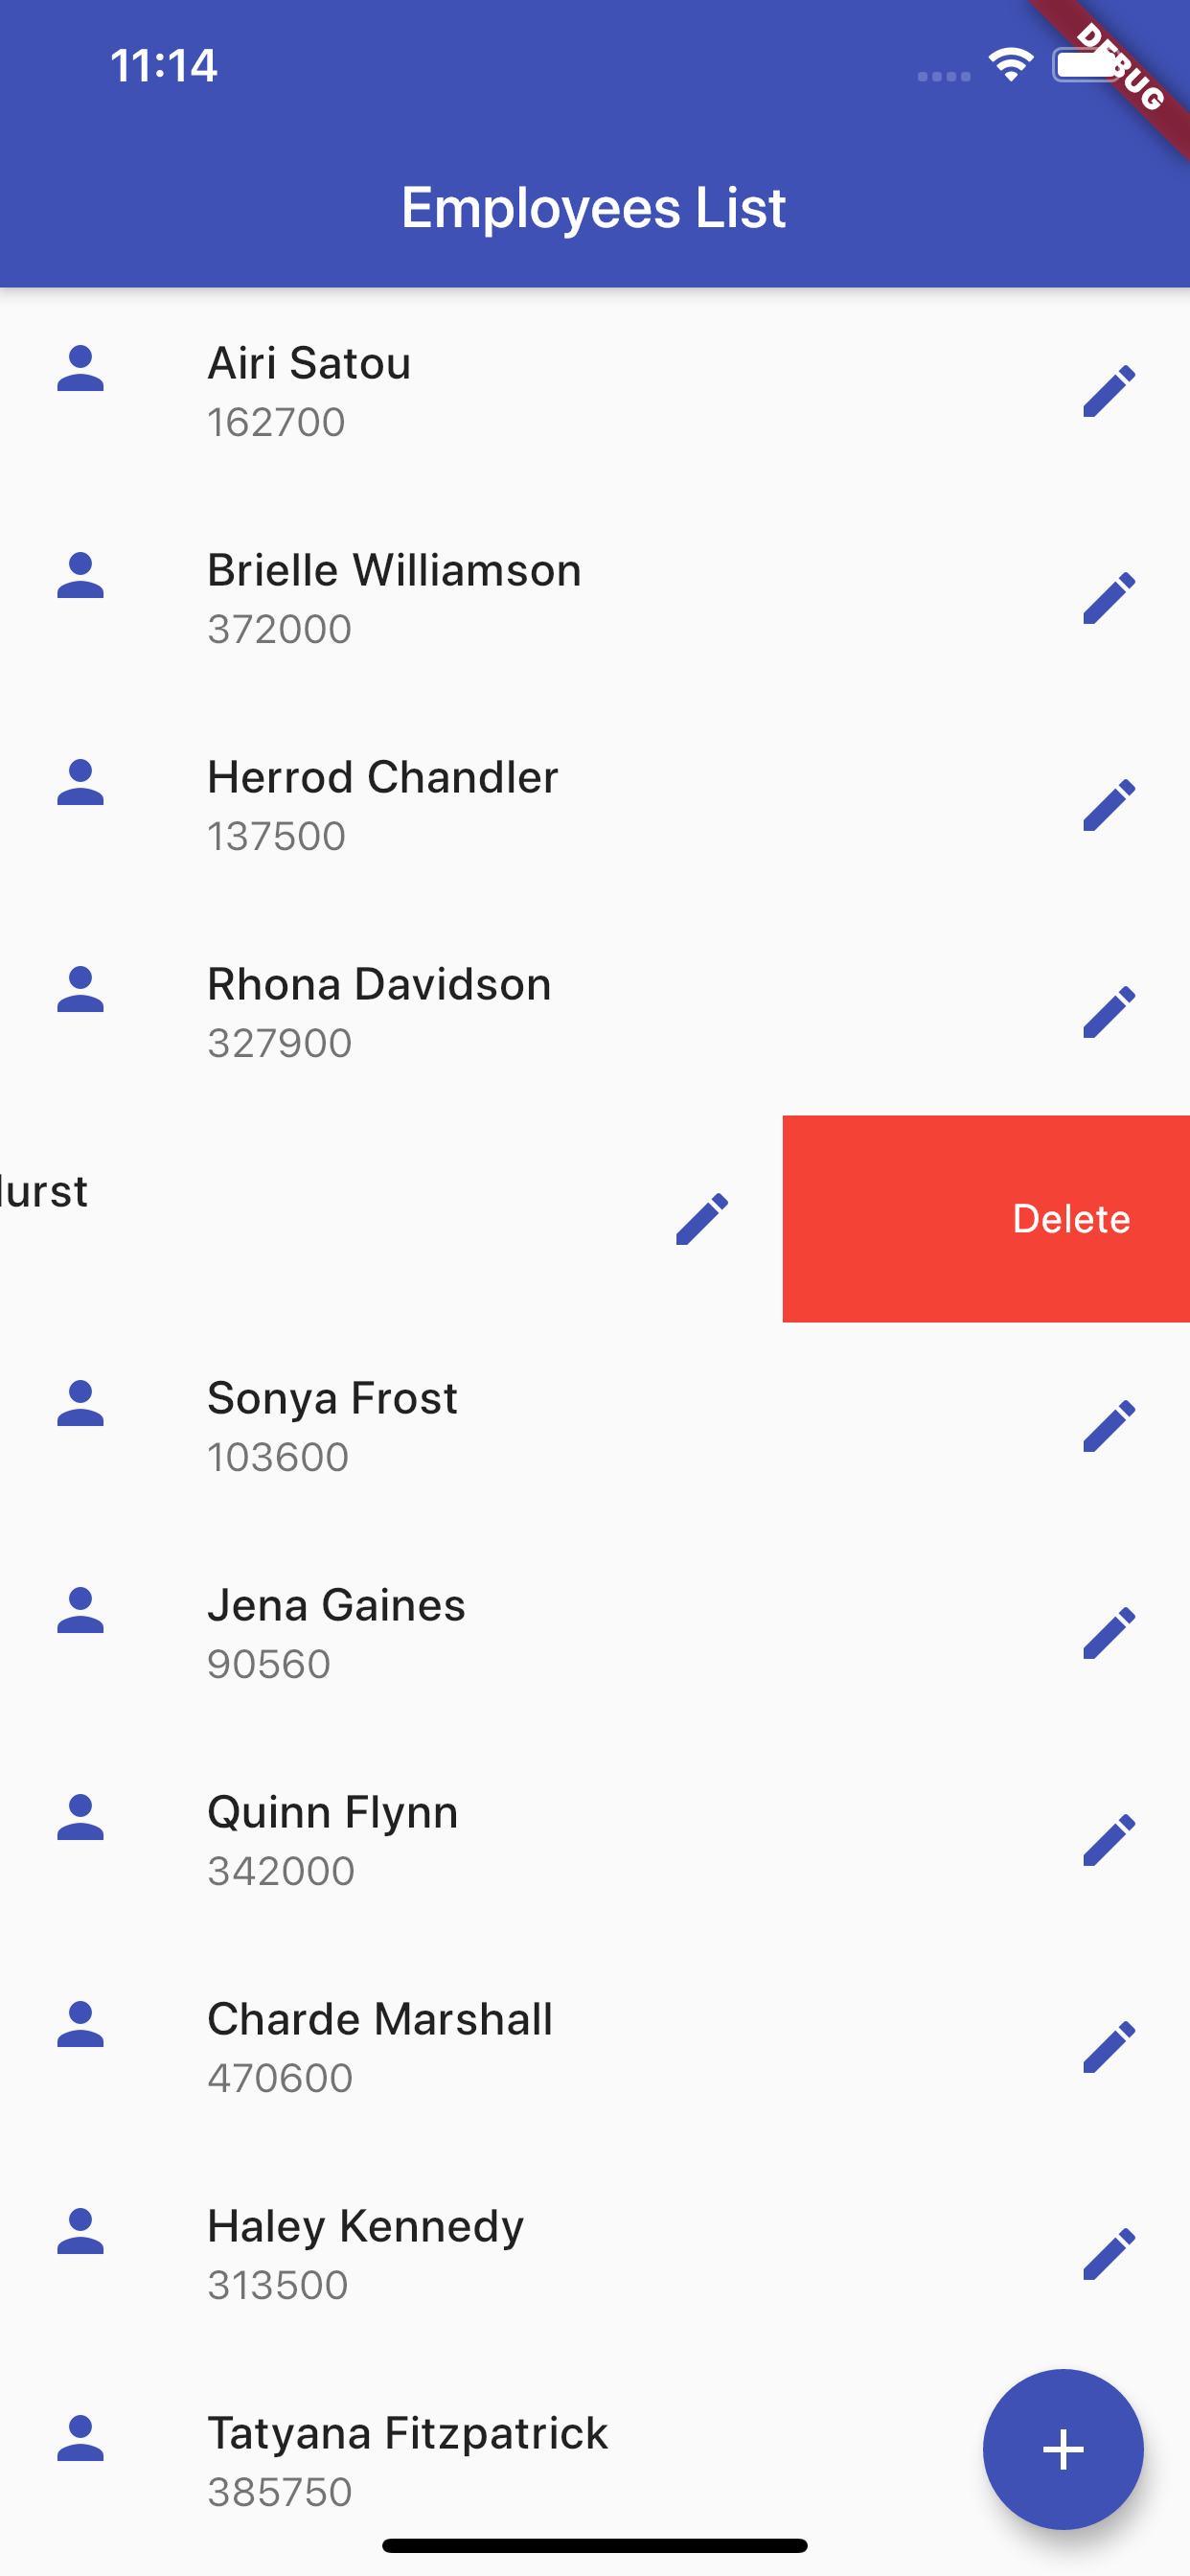 11:14
DEBUG
Employees List
Airi Satou
162700
Brielle Williamson
372000
Herrod Chandler
137500
Rhona Davidson
327900
urst
Delete
Sonya Frost
103600
Jena Gaines
90560
Quinn Flynn
342000
Charde Marshall
470600
Haley Kennedy
313500
Tatyana Fitzpatrick
385750